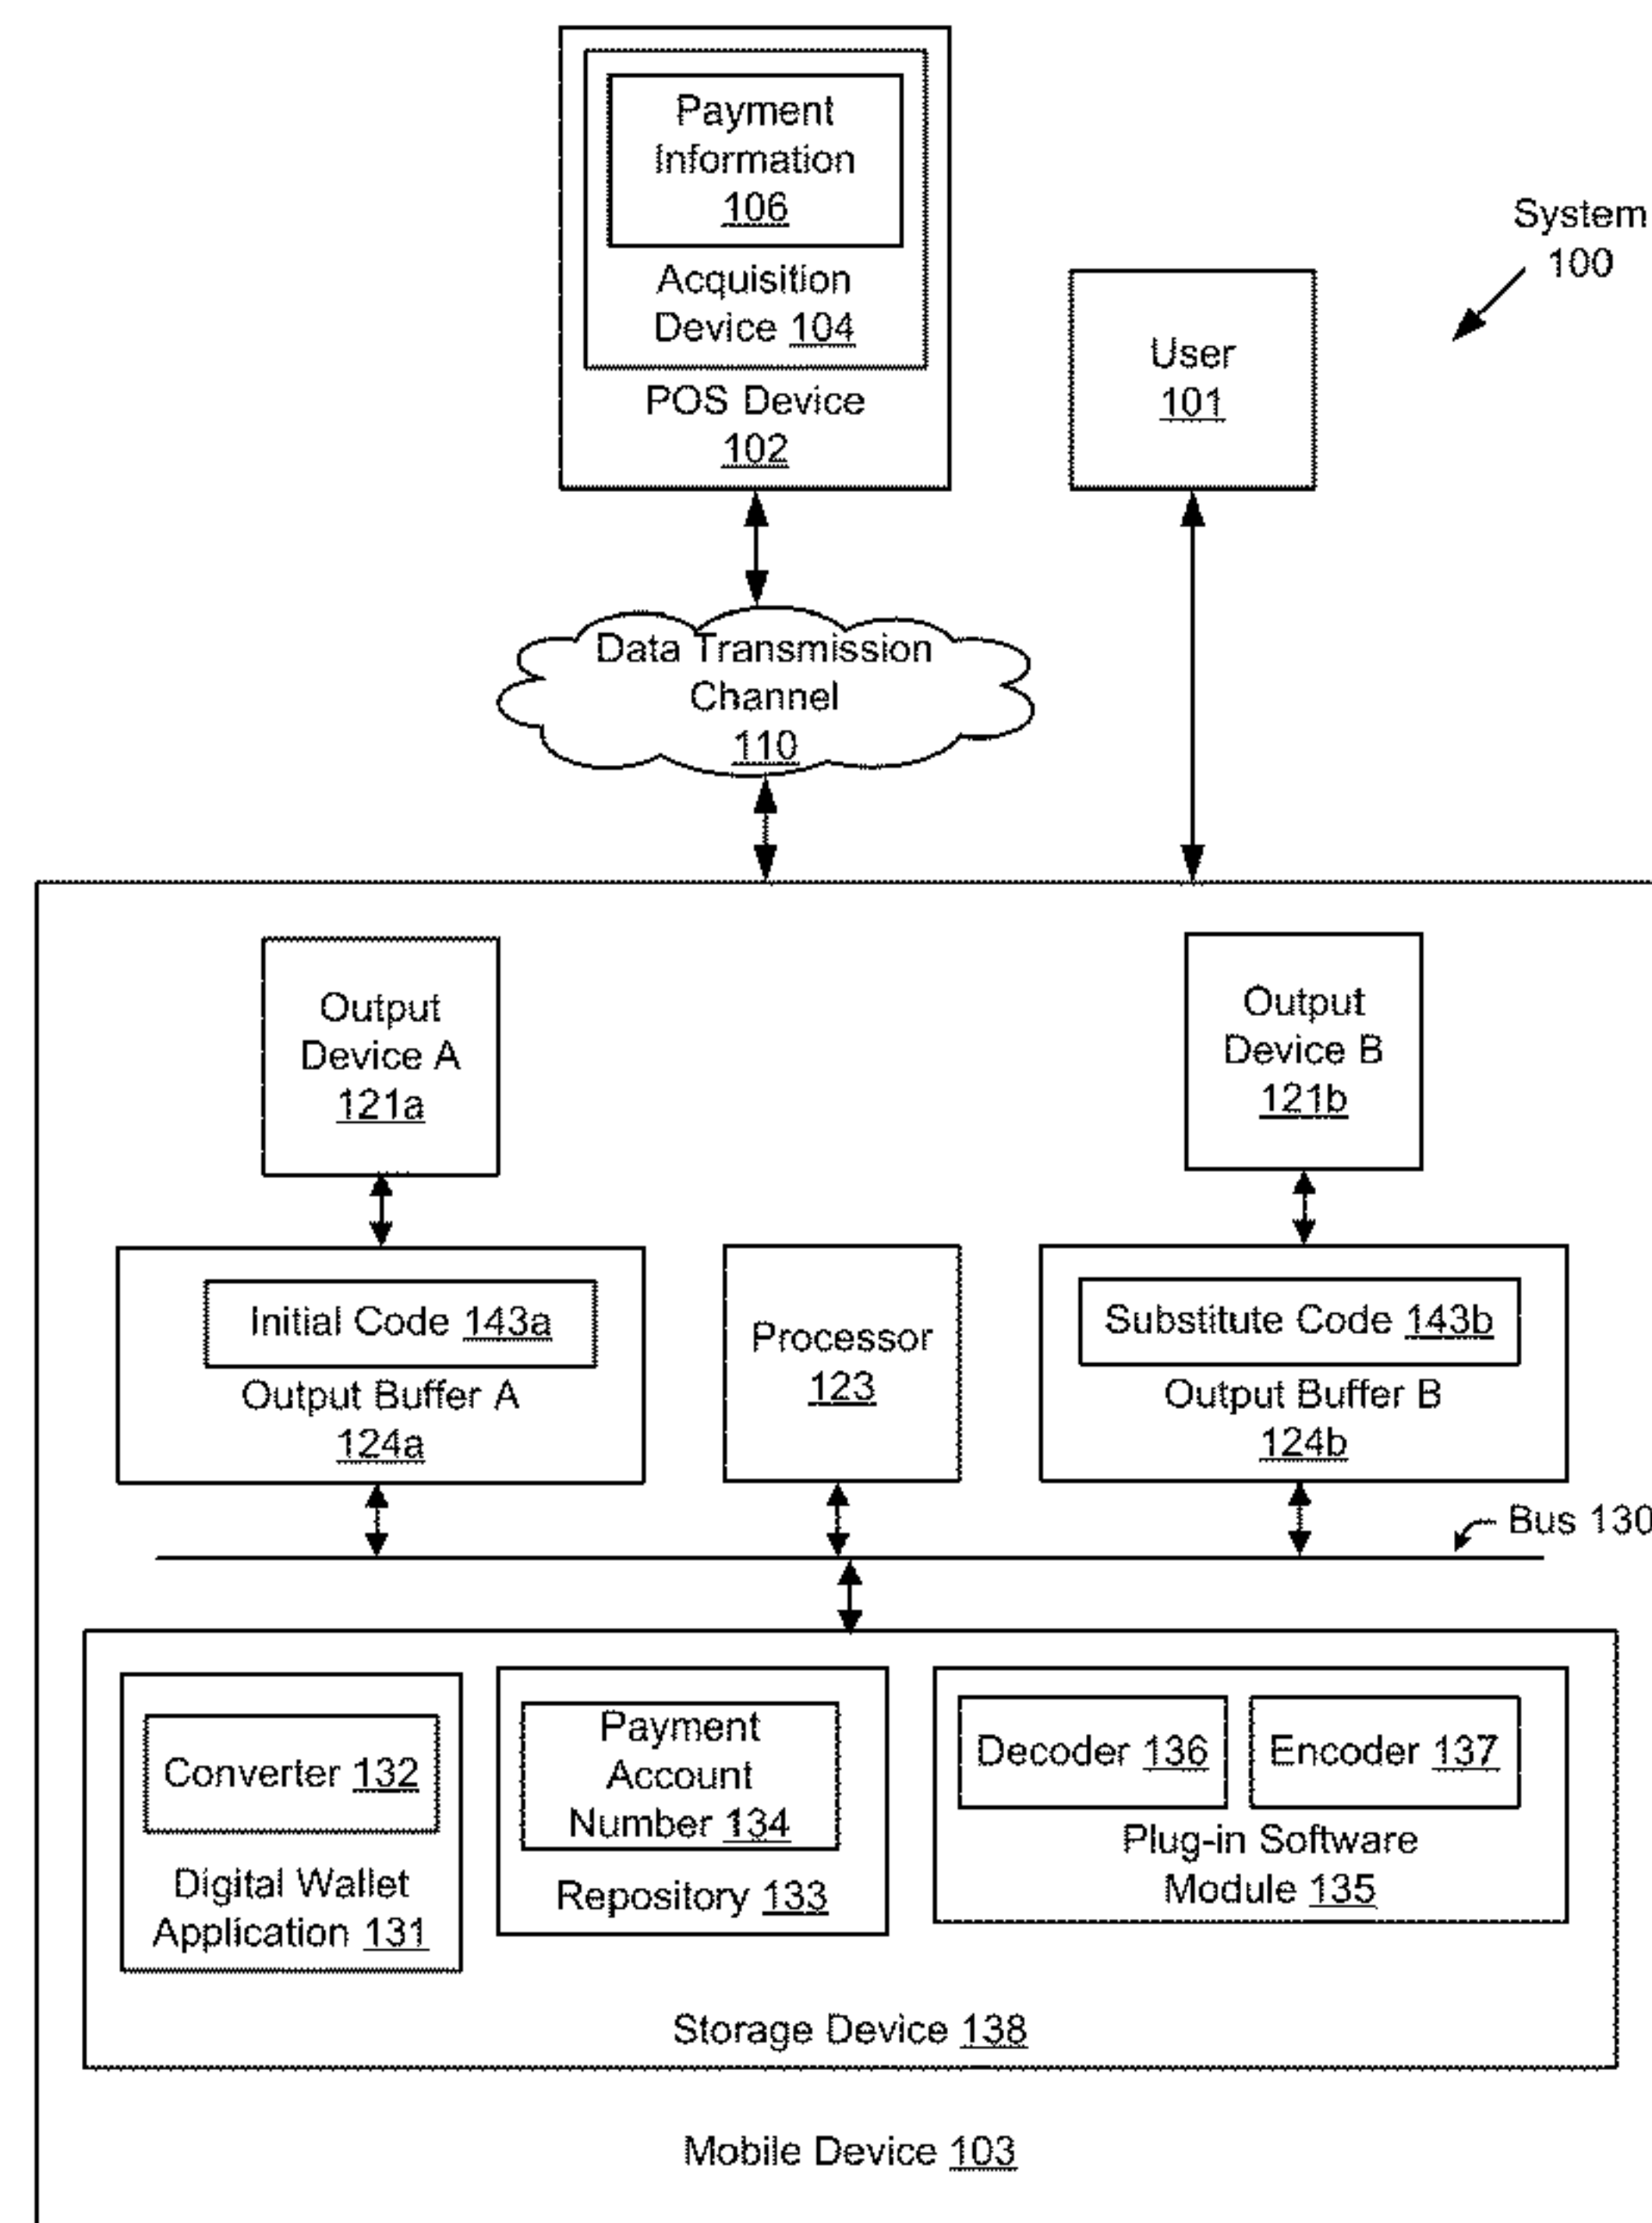 Payment
Information
106
Acquisition
Device 104
POS Device
102
System
100
User
101
Data Transmission
Channel
110
Output
Device A
121a
Output
Device B
121b
Initial Code 143a
Output Buffer A
124a
Processor
123
Substitute Code 143b
Output Buffer B
124b
Bus 130
Converter 132
Digital Wallet
Application 131
Payment
Account
Number 134
Repository 133
Decoder 136
Encoder 137
Plug-in Software
Module 135
Storage Device 138
Mobile Device 103